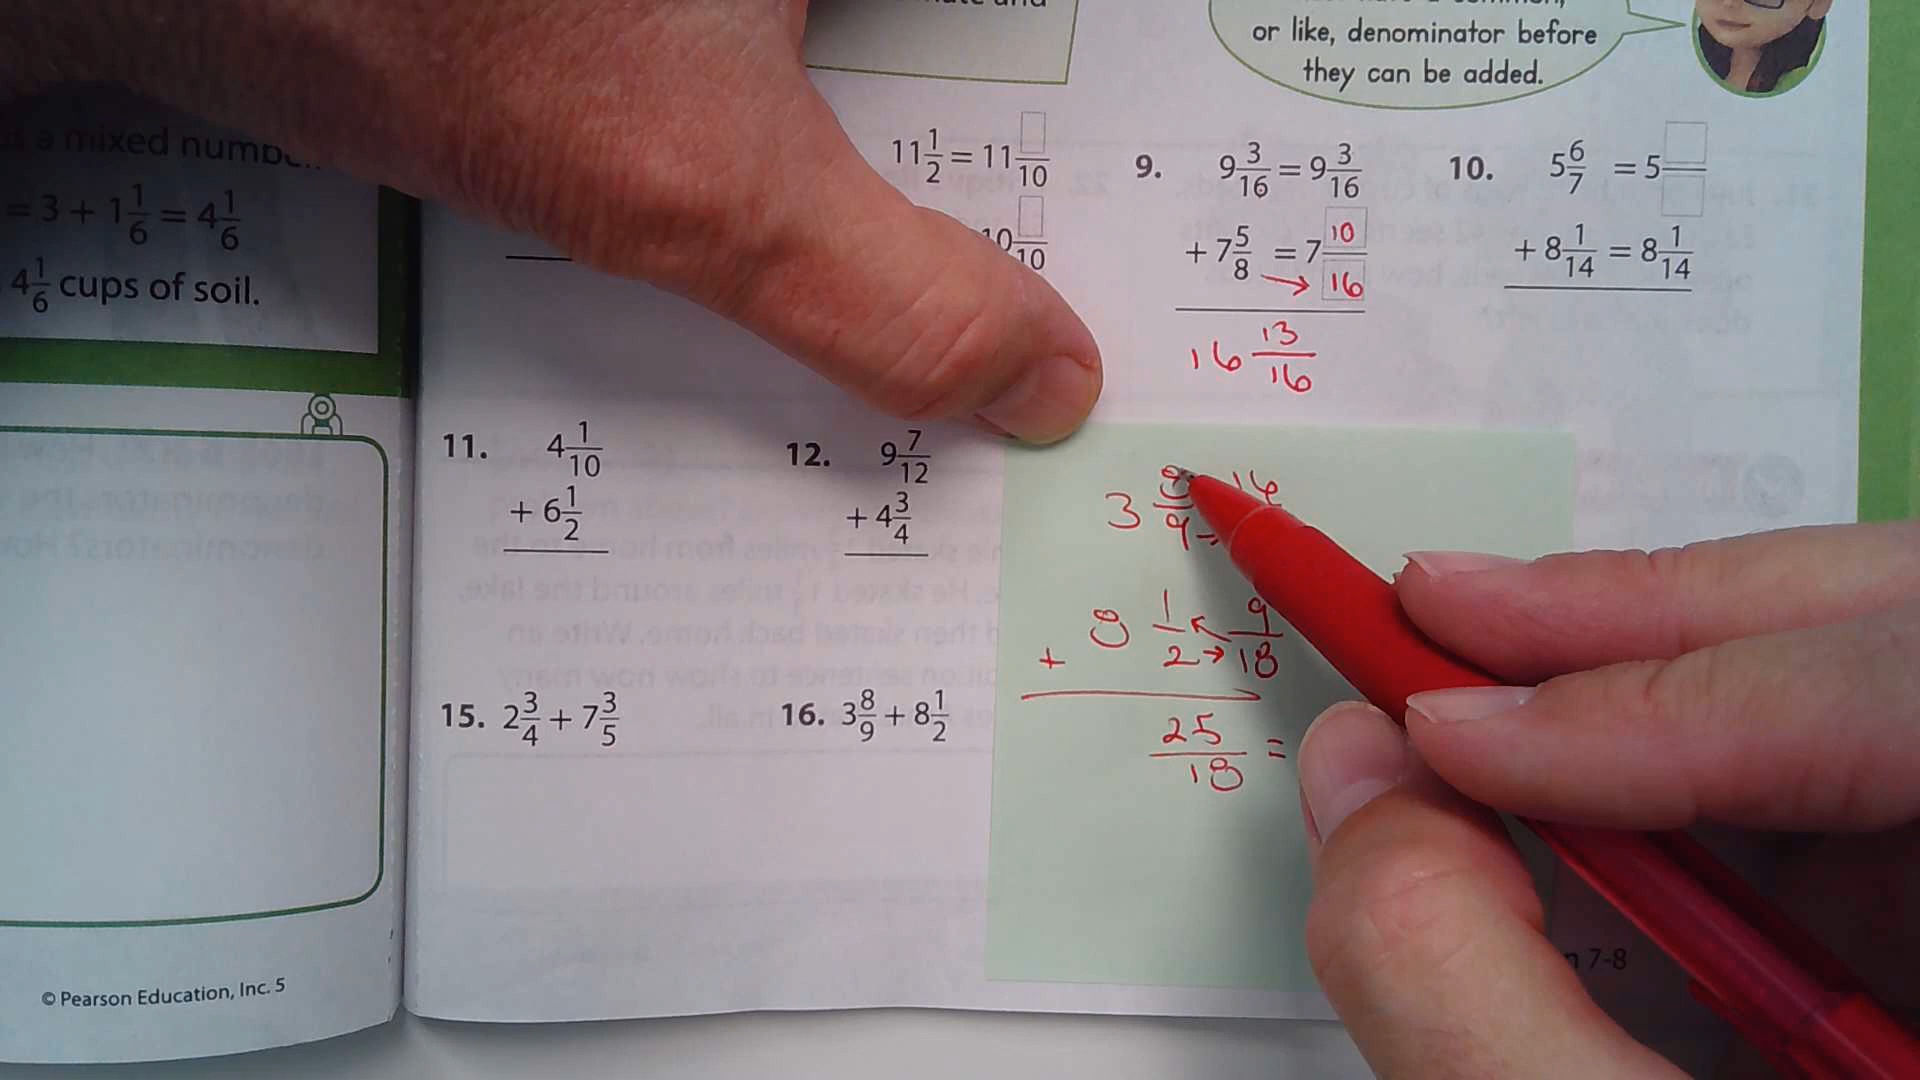 or like, denominator before
they can be added.
a mixed number
= 3 + 1 1/6 = 4 1/6
4 1/6 cups of soil.
11 1/2 = 11 □/10
10 □/10
9. 9 3/16 = 9 3/16
+ 7 5/8 = 7 10/16
→
16 13/16
10. 5 6/7 = 5 □/□
+ 8 1/14 = 8 1/14
11. 4 1/10
+ 6 1/2
12. 9 7/12
+ 4 3/4
15. 2 3/4 + 7 3/5
16. 3 8/9 + 8 1/2
3 8/9 → 16
+ 8 1/2 → 9/18
25/18 =
© Pearson Education, Inc. 5
7-8